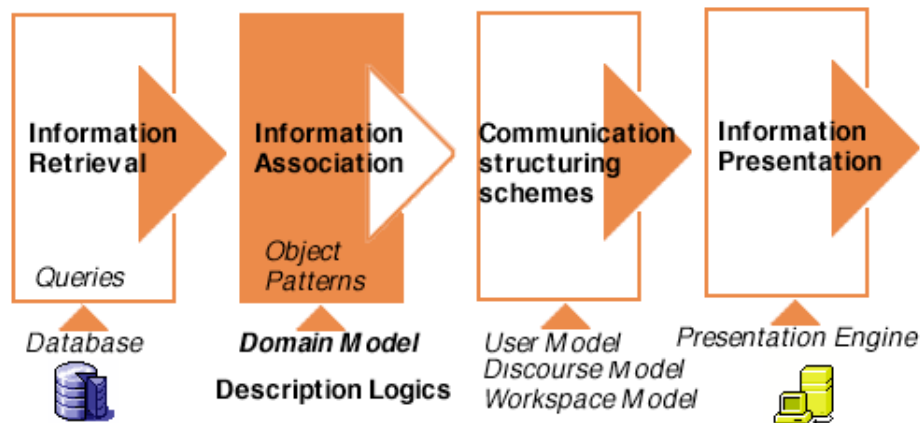 Information
Retrieval
Queries
Database
Information
Association
Object
Patterns
Domain Model
Description Logics
Communication
structuring
schemes
User Model
Discourse Model
Workspace Model
Information
Presentation
Presentation Engine